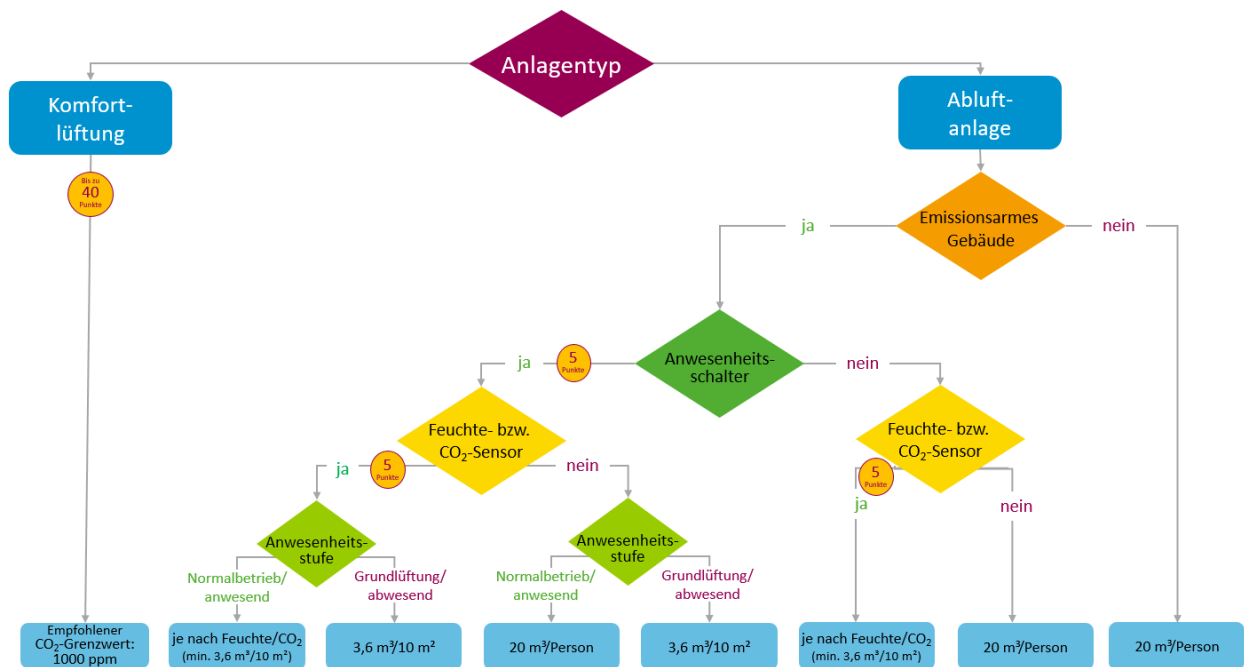 Anlagentyp
Komfort-
lüftung
Abluft-
anlage
Bis zu
40
Punkte
Emissionsarmes
Gebäude
ja
nein
Anwesenheits-
schalter
ja
5
Punkte
nein
Feuchte- bzw.
CO₂-Sensor
Feuchte- bzw.
CO₂-Sensor
ja
5
Punkte
nein
5
Punkte
ja
nein
Anwesenheits-
stufe
Anwesenheits-
stufe
Normalbetrieb/
anwesend
Grundlüftung/
abwesend
Normalbetrieb/
anwesend
Grundlüftung/
abwesend
Empfohlener
CO₂-Grenzwert:
1000 ppm
je nach Feuchte/CO₂
(min. 3,6 m³/10 m²)
3,6 m³/10 m²
20 m³/Person
3,6 m³/10 m²
je nach Feuchte/CO₂
(min. 3,6 m³/10 m²)
20 m³/Person
20 m³/Person